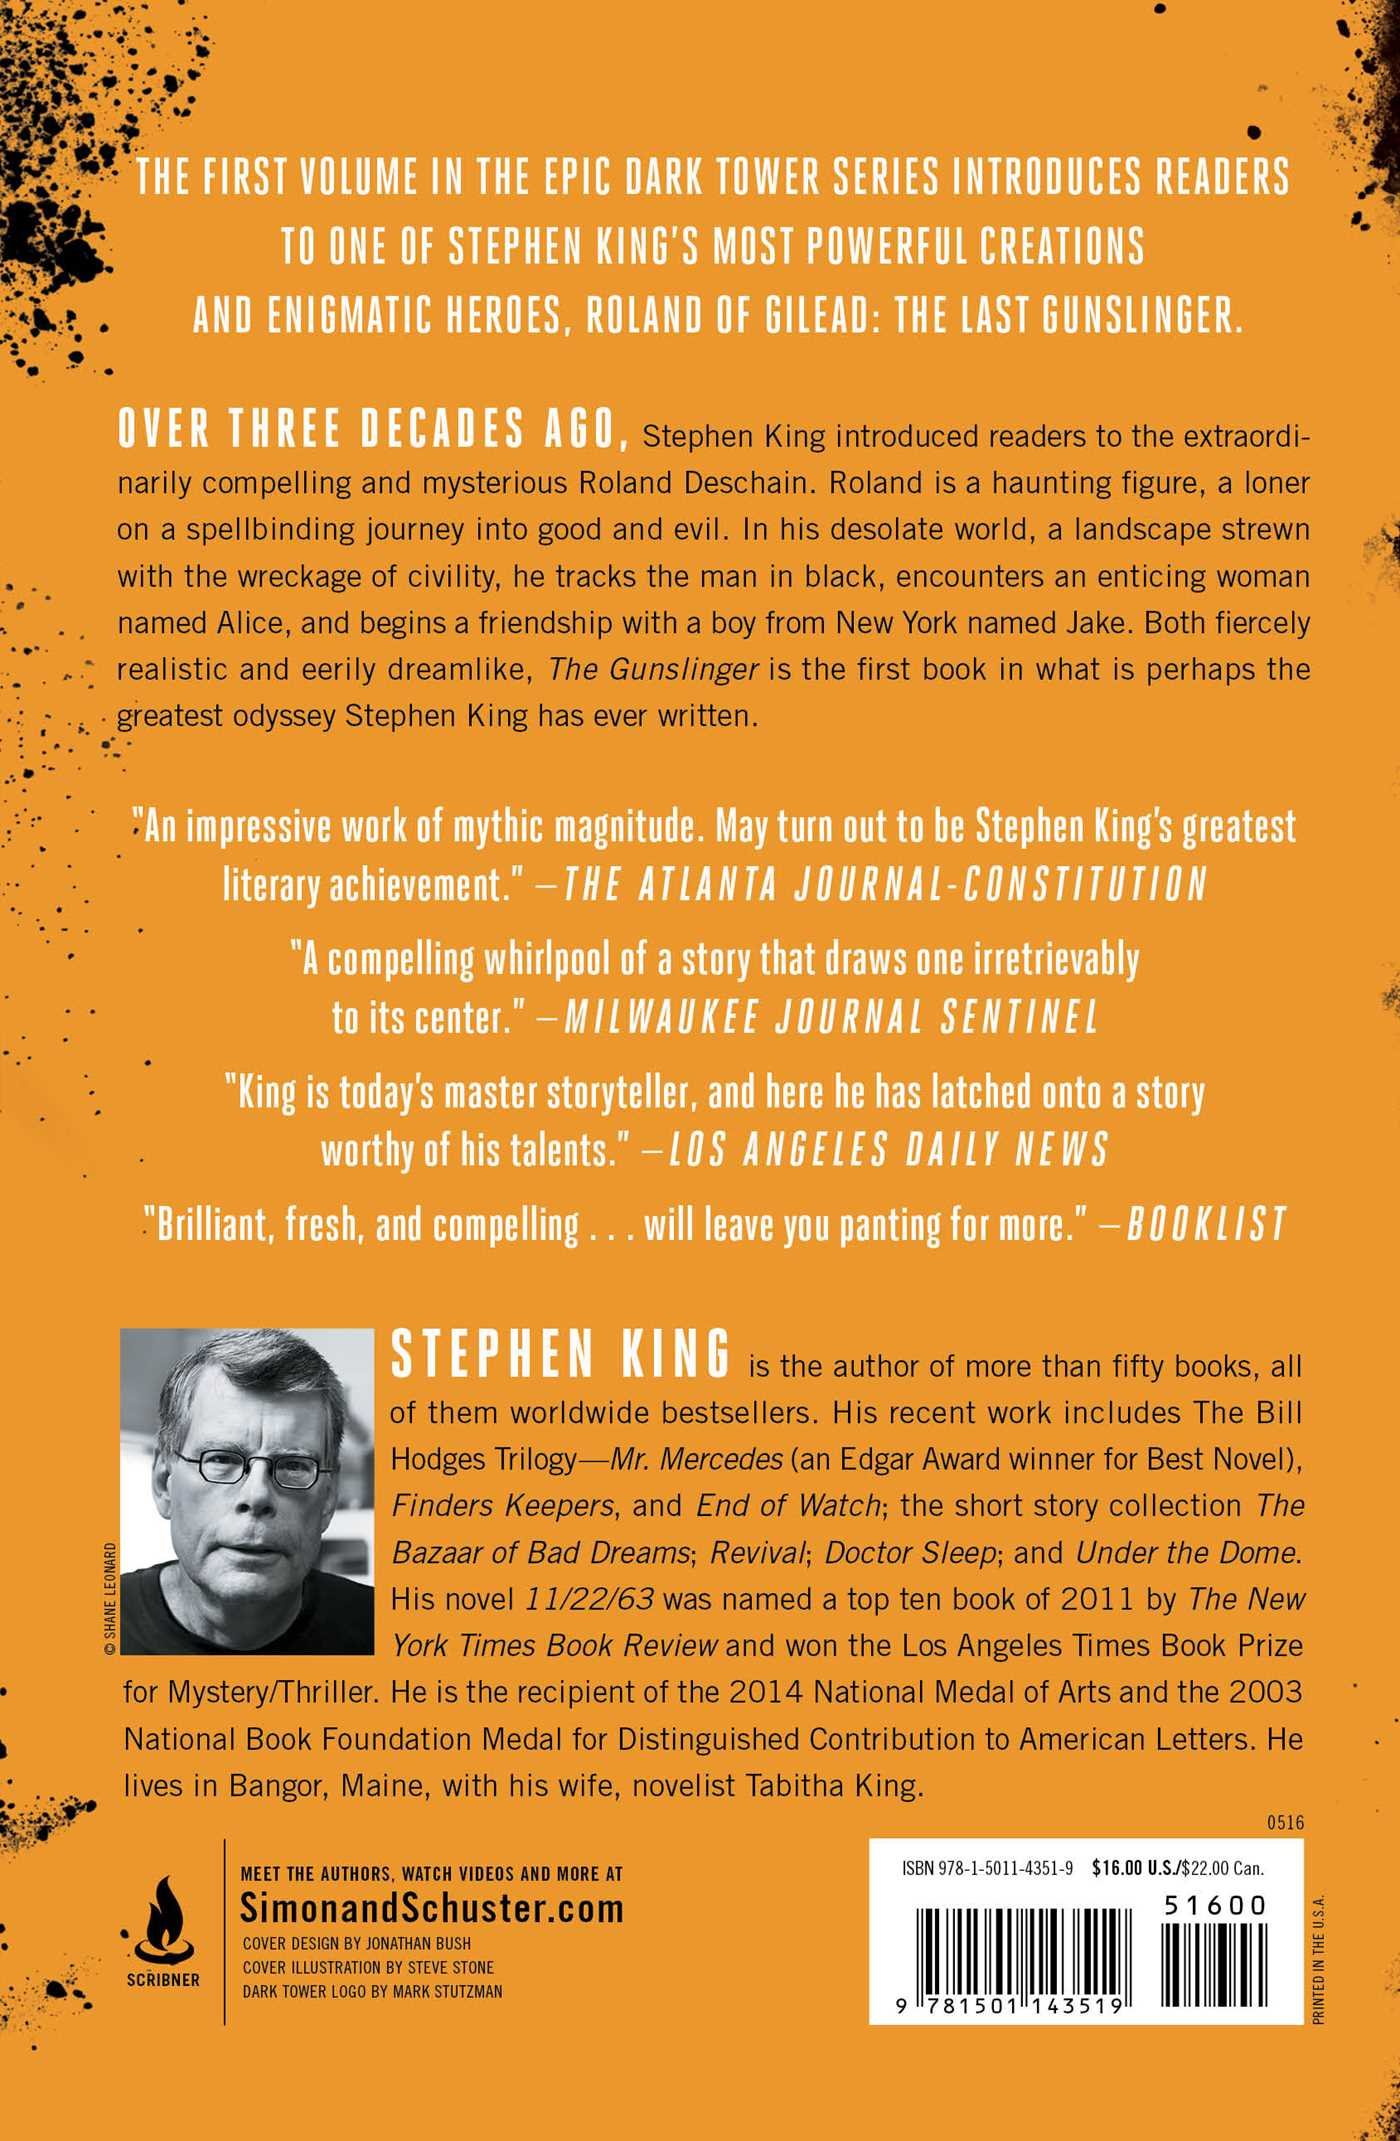 THE FIRST VOLUME IN THE EPIC DARK TOWER SERIES INTRODUCES READERS
TO ONE OF STEPHEN KING'S MOST POWERFUL CREATIONS
AND ENIGMATIC HEROES, ROLAND OF GILEAD: THE LAST GUNSLINGER.
OVER THREE DECADES AGO, Stephen King introduced readers to the extraordi-
narily compelling and mysterious Roland Deschain. Roland is a haunting figure, a loner
on a spellbinding journey into good and evil. In his desolate world, a landscape strewn
with the wreckage of civility, he tracks the man in black, encounters an enticing woman
named Alice, and begins a friendship with a boy from New York named Jake. Both fiercely
realistic and eerily dreamlike, The Gunslinger is the first book in what is perhaps the
greatest odyssey Stephen King has ever written.
"An impressive work of mythic magnitude. May turn out to be Stephen King's greatest
literary achievement." —THE ATLANTA JOURNAL-CONSTITUTION
"A compelling whirlpool of a story that draws one irretrievably
to its center." —MILWAUKEE JOURNAL SENTINEL
"King is today's master storyteller, and here he has latched onto a story
worthy of his talents." —LOS ANGELES DAILY NEWS
"Brilliant, fresh, and compelling . . . will leave you panting for more." —BOOKLIST
STEPHEN KING is the author of more than fifty books, all
of them worldwide bestsellers. His recent work includes The Bill
Hodges Trilogy—Mr. Mercedes (an Edgar Award winner for Best Novel),
Finders Keepers, and End of Watch; the short story collection The
Bazaar of Bad Dreams; Revival; Doctor Sleep; and Under the Dome.
His novel 11/22/63 was named a top ten book of 2011 by The New
York Times Book Review and won the Los Angeles Times Book Prize
for Mystery/Thriller. He is the recipient of the 2014 National Medal of Arts and the 2003
National Book Foundation Medal for Distinguished Contribution to American Letters. He
lives in Bangor, Maine, with his wife, novelist Tabitha King.
© SHANE LEONARD
0516
SCRIBNER
MEET THE AUTHORS, WATCH VIDEOS AND MORE AT
SimonandSchuster.com
COVER DESIGN BY JONATHAN BUSH
COVER ILLUSTRATION BY STEVE STONE
DARK TOWER LOGO BY MARK STUTZMAN
ISBN 978-1-5011-4351-9 $16.00 U.S./$22.00 Can.
51600
9 781501 143519
PRINTED IN THE U.S.A.